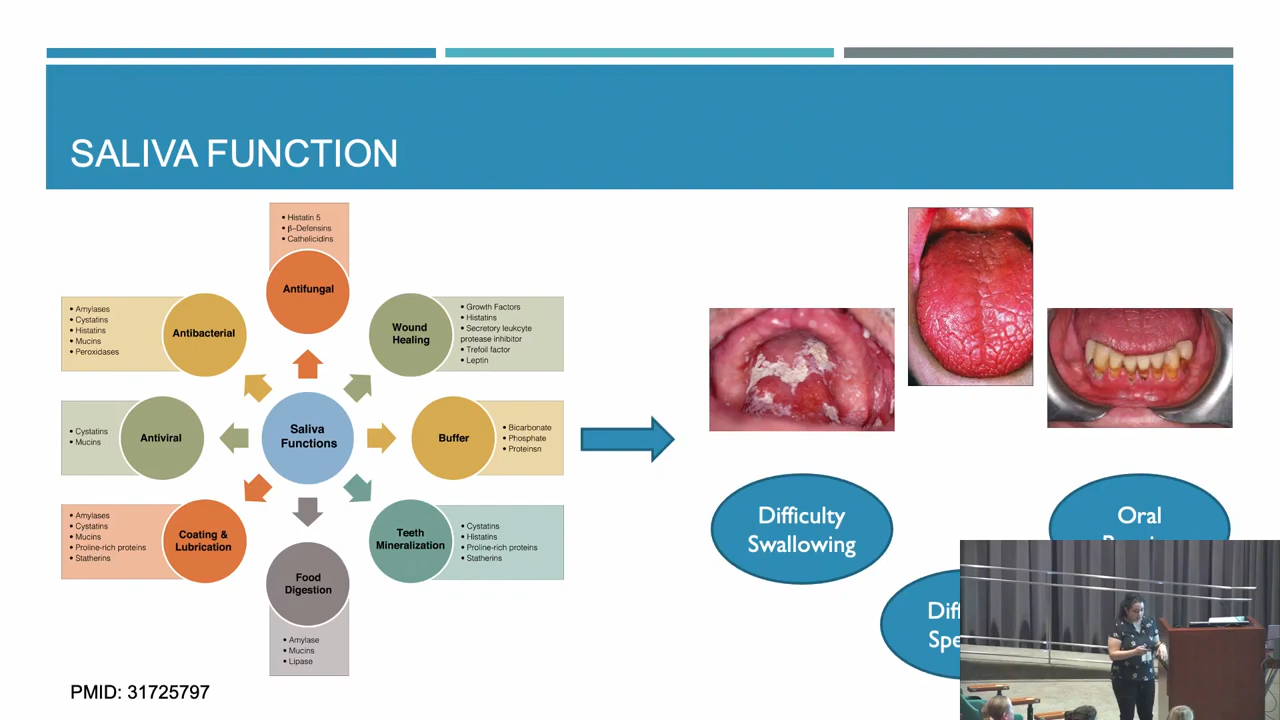 SALIVA FUNCTION
• Histatin 5
• β–Defensins
• Cathelicidins
Antifungal
• Amylases
• Cystatins
• Histatins
• Mucins
• Peroxidases
Antibacterial
Wound
Healing
• Growth Factors
• Histatins
• Secretory leukcyte
protease inhibitor
• Trefoil factor
• Leptin
• Cystatins
• Mucins
Antiviral
Saliva
Functions
Buffer
• Bicarbonate
• Phosphate
• Proteinsn
• Amylases
• Cystatins
• Mucins
• Proline-rich proteins
• Statherins
Coating &
Lubrication
Teeth
Mineralization
• Cystatins
• Histatins
• Proline-rich proteins
• Statherins
Food
Digestion
• Amylase
• Mucins
• Lipase
Difficulty
Swallowing
Oral
PMID: 31725797